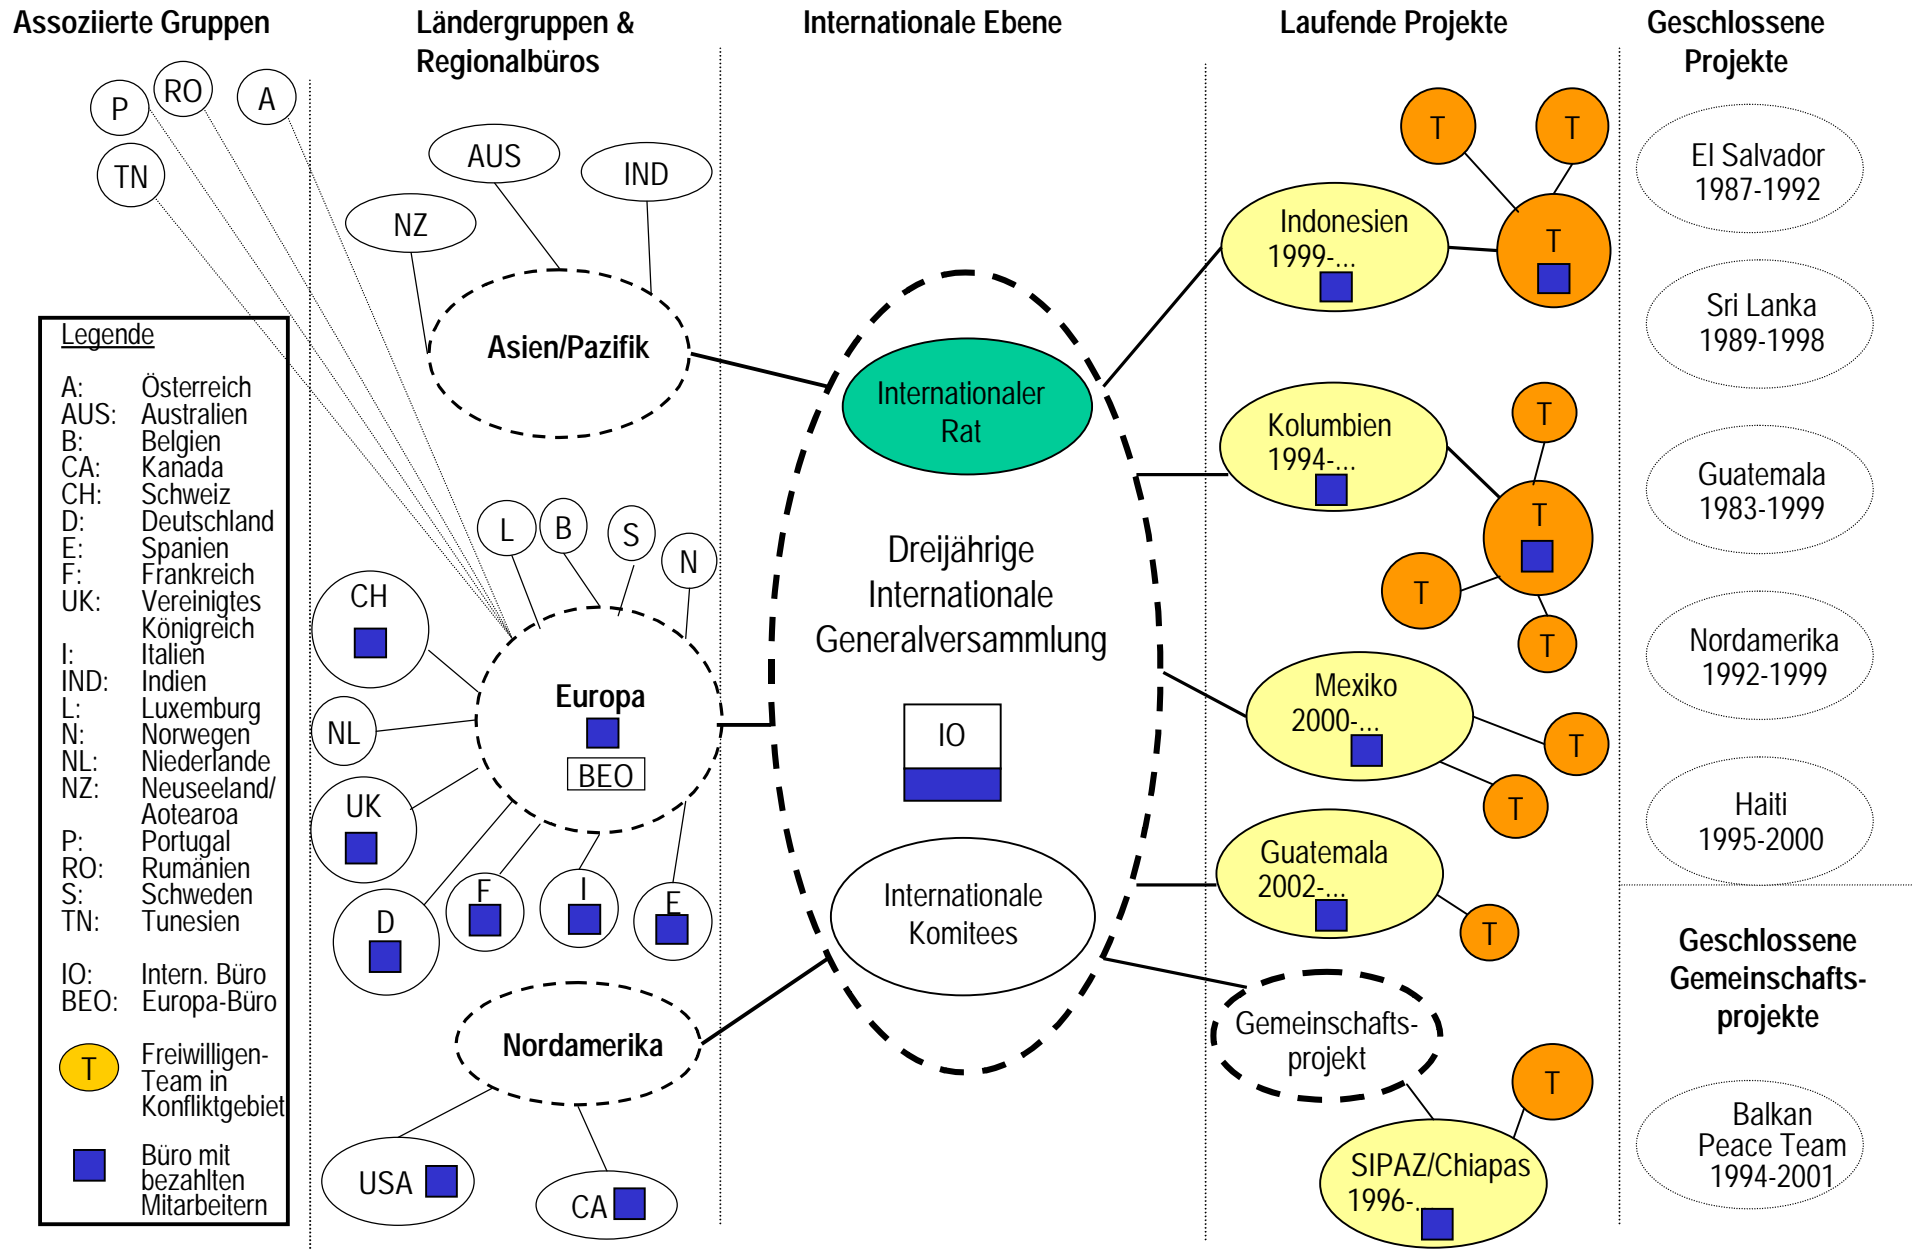 Assoziierte Gruppen
P
RO
A
TN
Legende
A: Österreich
AUS: Australien
B: Belgien
CA: Kanada
CH: Schweiz
D: Deutschland
E: Spanien
F: Frankreich
UK: Vereinigtes
Königreich
I: Italien
IND: Indien
L: Luxemburg
N: Norwegen
NL: Niederlande
NZ: Neuseeland/
Aotearoa
P: Portugal
RO: Rumänien
S: Schweden
TN: Tunesien
IO: Intern. Büro
BEO: Europa-Büro
T Freiwilligen-
Team in
Konfliktgebiet
Büro mit
bezahlten
Mitarbeitern
Ländergruppen &
Regionalbüros
AUS
IND
NZ
Asien/Pazifik
L
B
S
N
CH
NL
UK
D
F
I
E
Europa
BEO
Nordamerika
USA
CA
Internationale Ebene
Internationaler
Rat
Dreijährige
Internationale
Generalversammlung
IO
Internationale
Komitees
Laufende Projekte
T
T
Indonesien
1999-...
T
Kolumbien
1994-...
T
T
T
T
Mexiko
2000-...
T
T
Guatemala
2002-...
T
Gemeinschafts-
projekt
T
SIPAZ/Chiapas
1996-...
Geschlossene
Projekte
El Salvador
1987-1992
Sri Lanka
1989-1998
Guatemala
1983-1999
Nordamerika
1992-1999
Haiti
1995-2000
Geschlossene
Gemeinschafts-
projekte
Balkan
Peace Team
1994-2001